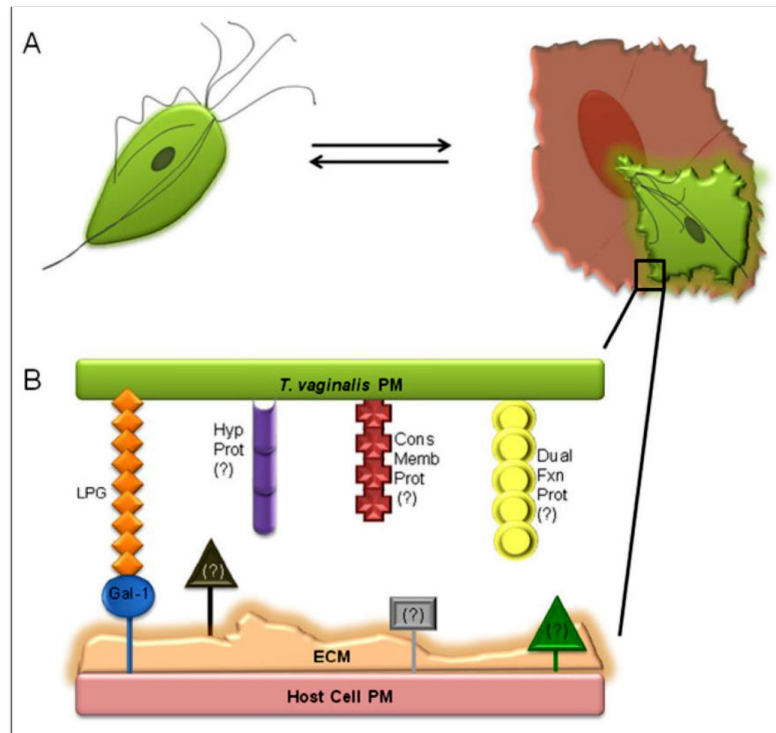 A
B
T. vaginalis PM
Hyp
Prot
(?)
Cons
Memb
Prot
(?)
Dual
Fxn
Prot
(?)
LPG
Gal-1
(?)
(?)
(?)
ECM
Host Cell PM